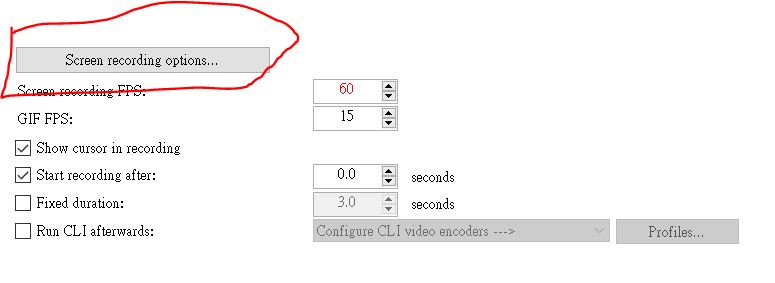 Screen recording options...
Screen recording FPS: 60
GIF FPS: 15
Show cursor in recording
Start recording after: 0.0 seconds
Fixed duration: 3.0 seconds
Run CLI afterwards: Configure CLI video encoders ---> Profiles...